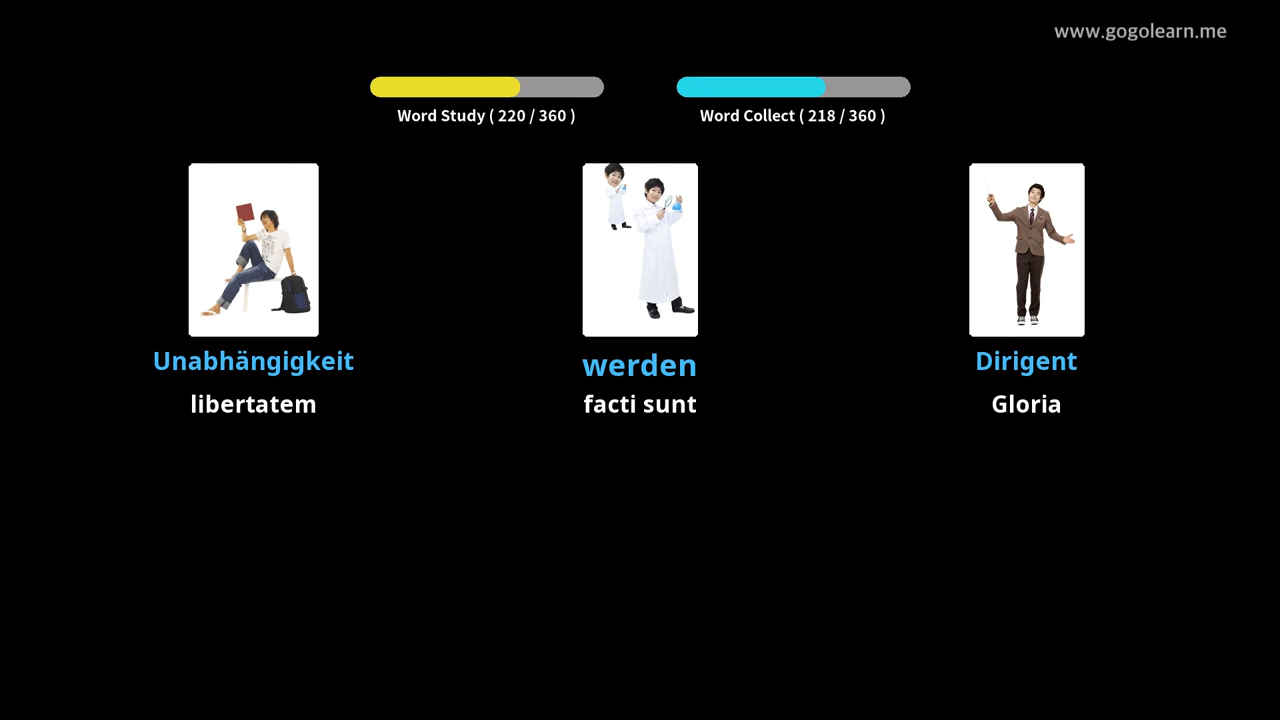 www.gogolearn.me
Word Study ( 220 / 360 )
Word Collect ( 218 / 360 )
Unabhängigkeit
libertatem
werden
facti sunt
Dirigent
Gloria